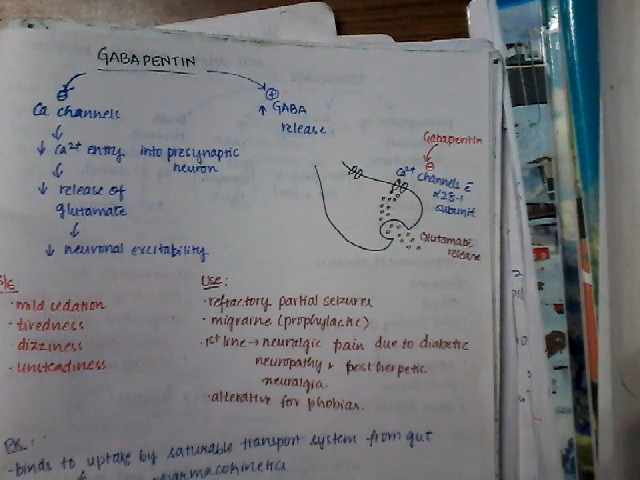 GABAPENTIN
⊖ ⊕
Ca channels
↑ GABA
release
↓
↓ Ca²⁺ entry into presynaptic
neuron
↓
↓ release of
glutamate
↓
↓ neuronal excitability
Gabapentin
⊖
Ca²⁺ channels c̄
α2δ-1
subunit
Glutamate
release
S/E
·mild sedation
·tiredness
·dizziness
·unsteadiness
Use:
·refractory partial seizures
·migraine (prophylactic)
·1st line → neuralgic pain due to diabetic
neuropathy & post herpetic
neuralgia
·alterative for phobias.
PK:
-binds to uptake by saturable transport system from gut
pharmacokinetics